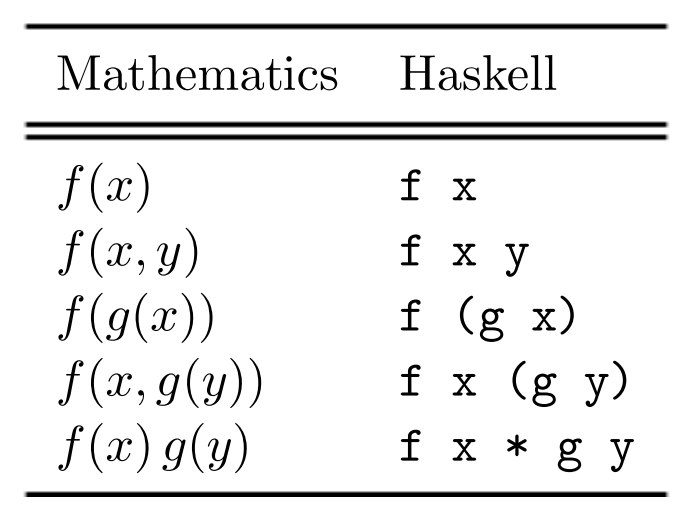 Mathematics Haskell
f(x) f x
f(x, y) f x y
f(g(x)) f (g x)
f(x, g(y)) f x (g y)
f(x) g(y) f x * g y